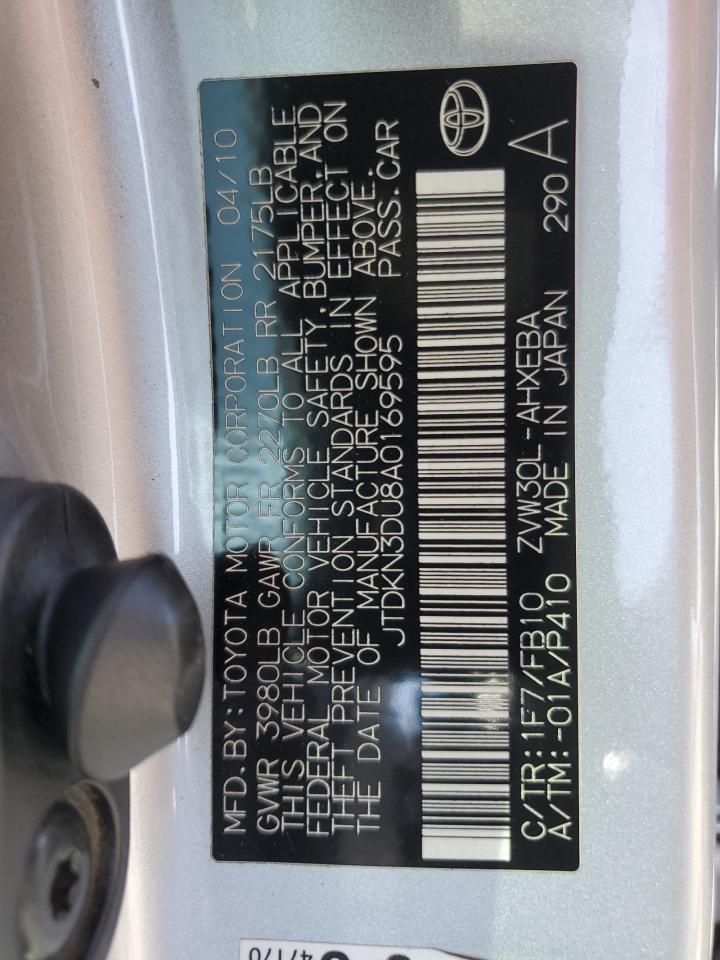 MFD.BY:TOYOTA MOTOR CORPORATION 04/10
GVWR 3980LB GAWR FR 2270LB RR 2175LB
THIS VEHICLE CONFORMS TO ALL APPLICABLE
FEDERAL MOTOR VEHICLE SAFETY,BUMPER,AND
THEFT PREVENTION STANDARDS IN EFFECT ON
THE DATE OF MANUFACTURE SHOWN ABOVE.
JTDKN3DU8A0169595 PASS.CAR
C/TR:1F7/FB10 ZVW30L-AHXEBA
A/TM:-01A/P410 MADE IN JAPAN 290 A